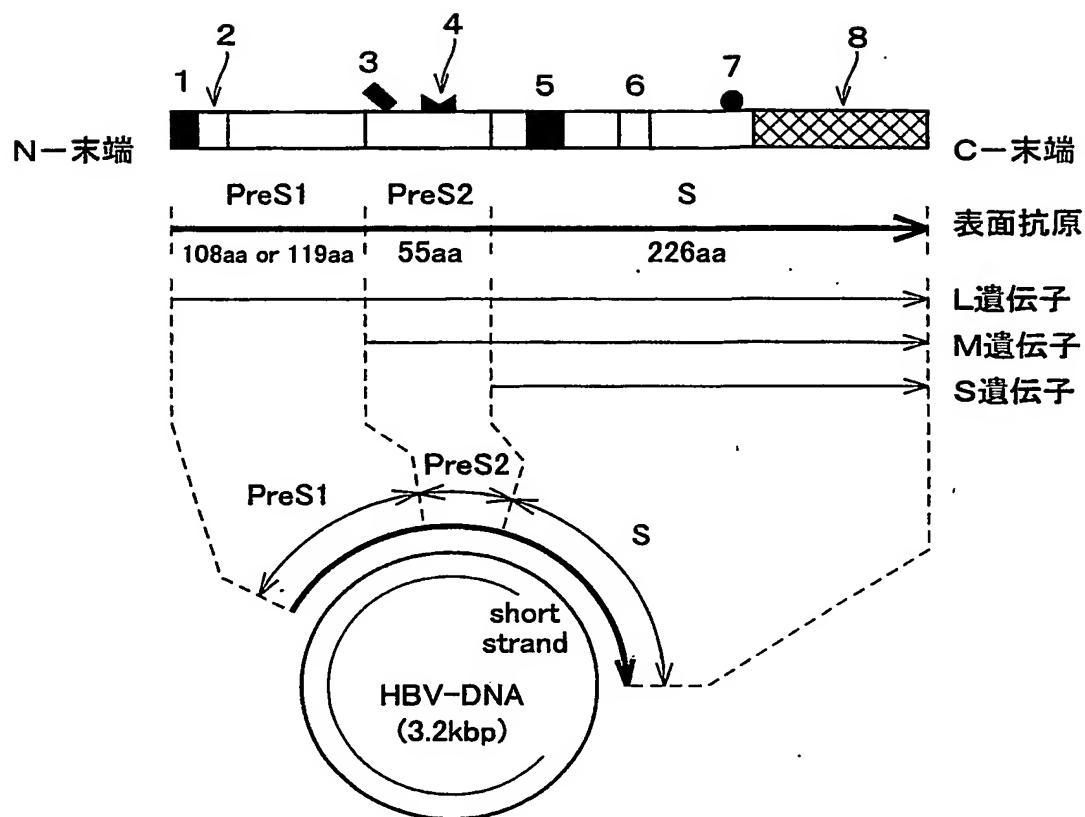 1 2 3 4 5 6 7 8
N−末端 C−末端
PreS1 PreS2 S
表面抗原
108aa or 119aa 55aa 226aa
L遺伝子
M遺伝子
S遺伝子
PreS2
PreS1
S
short
strand
HBV-DNA
(3.2kbp)